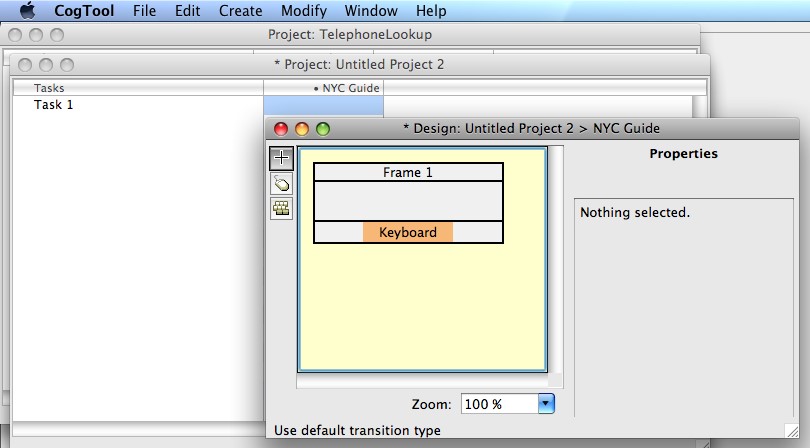 CogTool File Edit Create Modify Window Help
Project: TelephoneLookup
* Project: Untitled Project 2
Tasks • NYC Guide
Task 1
* Design: Untitled Project 2 > NYC Guide
Properties
Frame 1
Nothing selected.
Keyboard
Zoom: 100 %
Use default transition type